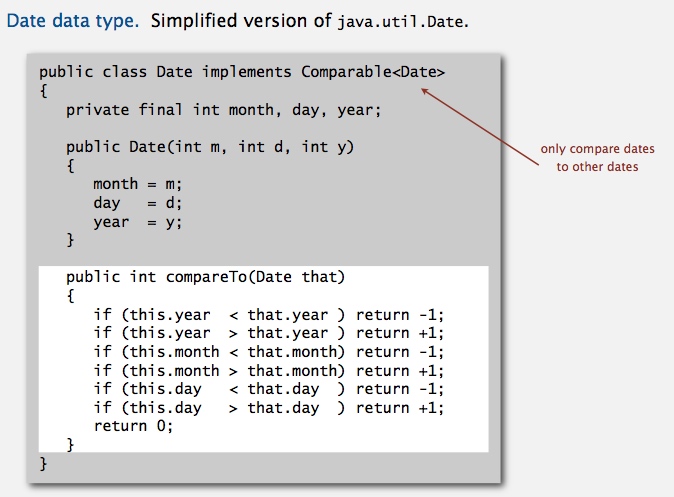 Date data type. Simplified version of java.util.Date.
public class Date implements Comparable<Date>
{
   private final int month, day, year;
   public Date(int m, int d, int y)
   {
      month = m;
      day   = d;
      year  = y;
   }
   public int compareTo(Date that)
   {
      if (this.year  < that.year ) return -1;
      if (this.year  > that.year ) return +1;
      if (this.month < that.month) return -1;
      if (this.month > that.month) return +1;
      if (this.day   < that.day  ) return -1;
      if (this.day   > that.day  ) return +1;
      return 0;
   }
}
only compare dates
to other dates